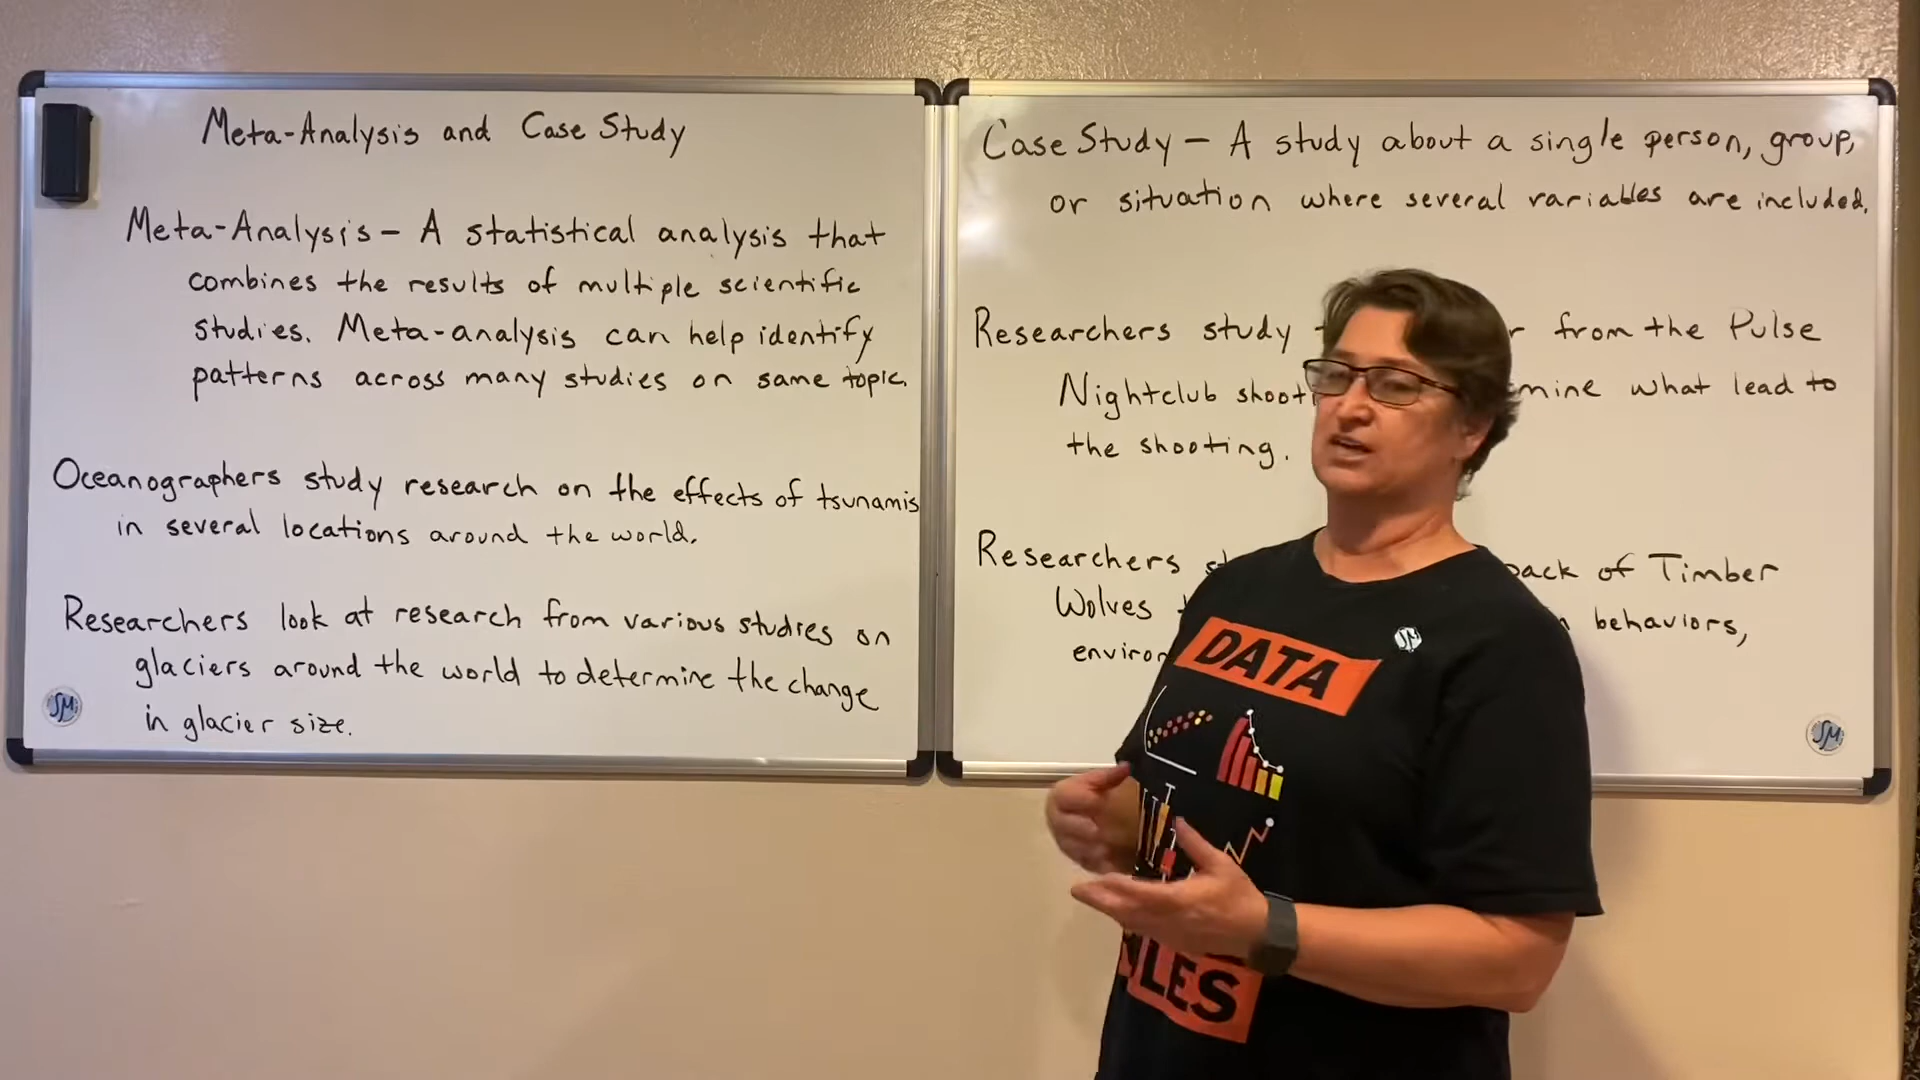 Meta-Analysis and Case Study
Meta-Analysis – A statistical analysis that
combines the results of multiple scientific
studies. Meta-analysis can help identify
patterns across many studies on same topic.
Oceanographers study research on the effects of tsunamis
in several locations around the world.
Researchers look at research from various studies on
glaciers around the world to determine the change
in glacier size.
SM
Case Study – A study about a single person, group,
or situation where several variables are included.
Researchers study from the Pulse
Nightclub what lead to
the shooting.
Researchers pack of Timber
Wolves behaviors,
SM
SM
DATA